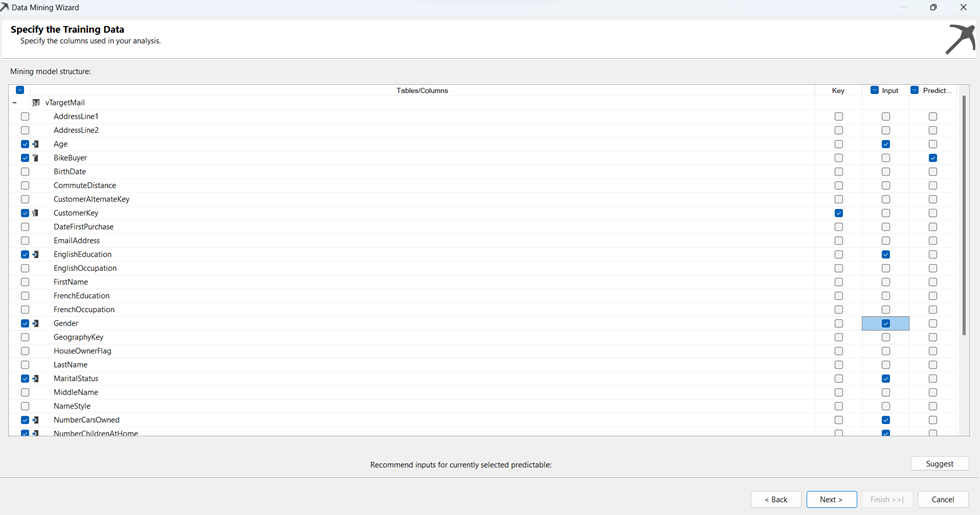 Data Mining Wizard
Specify the Training Data
Specify the columns used in your analysis.
Mining model structure:
Tables/Columns Key Input Predict...
vTargetMail
AddressLine1
AddressLine2
Age
BikeBuyer
BirthDate
CommuteDistance
CustomerAlternateKey
CustomerKey
DateFirstPurchase
EmailAddress
EnglishEducation
EnglishOccupation
FirstName
FrenchEducation
FrenchOccupation
Gender
GeographyKey
HouseOwnerFlag
LastName
MaritalStatus
MiddleName
NameStyle
NumberCarsOwned
NumberChildrenAtHome
Recommend inputs for currently selected predictable:
Suggest
< Back Next > Finish >>| Cancel